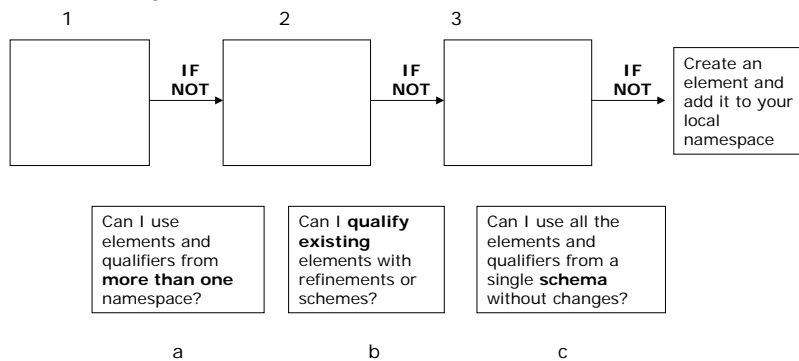 1 2 3
IF
NOT
IF
NOT
IF
NOT
Create an
element and
add it to your
local
namespace
Can I use
elements and
qualifiers from
more than one
namespace?
Can I qualify
existing
elements with
refinements or
schemes?
Can I use all the
elements and
qualifiers from a
single schema
without changes?
a b c